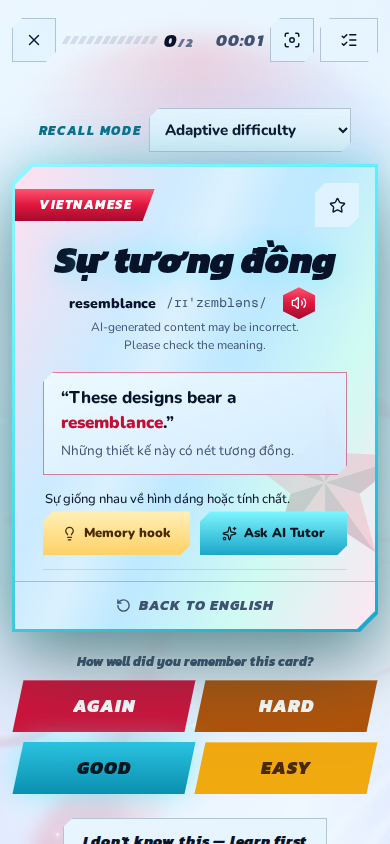 0/2 00:01
RECALL MODE Adaptive difficulty
VIETNAMESE
Sự tương đồng
resemblance /rɪˈzɛmbləns/
AI-generated content may be incorrect.
Please check the meaning.
“These designs bear a
resemblance.”
Những thiết kế này có nét tương đồng.
Sự giống nhau về hình dáng hoặc tính chất.
Memory hook Ask AI Tutor
BACK TO ENGLISH
How well did you remember this card?
AGAIN HARD
GOOD EASY
I don't know this — learn first